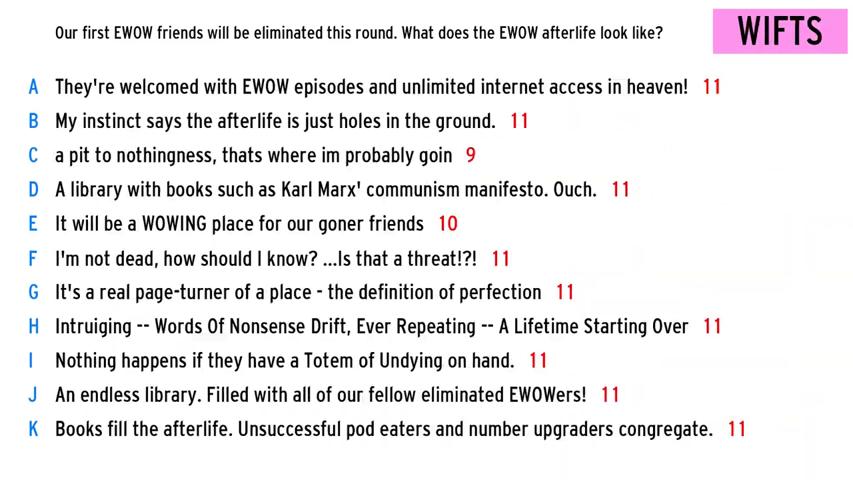 Our first EWOW friends will be eliminated this round. What does the EWOW afterlife look like?
WIFTS
A They're welcomed with EWOW episodes and unlimited internet access in heaven! 11
B My instinct says the afterlife is just holes in the ground. 11
C a pit to nothingness, thats where im probably goin 9
D A library with books such as Karl Marx' communism manifesto. Ouch. 11
E It will be a WOWING place for our goner friends 10
F I'm not dead, how should I know? ...Is that a threat!?! 11
G It's a real page-turner of a place - the definition of perfection 11
H Intruiging -- Words Of Nonsense Drift, Ever Repeating -- A Lifetime Starting Over 11
I Nothing happens if they have a Totem of Undying on hand. 11
J An endless library. Filled with all of our fellow eliminated EWOWers! 11
K Books fill the afterlife. Unsuccessful pod eaters and number upgraders congregate. 11